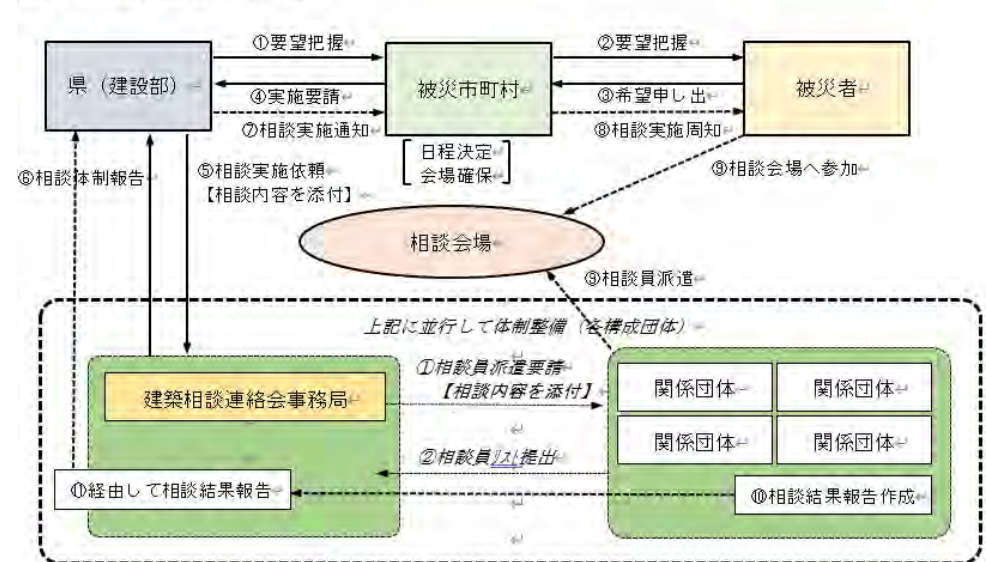 ①要望把握
②要望把握
県（建設部）
被災市町村
被災者
④実施要請
③希望申し出
⑦相談実施通知
⑧相談実施周知
日程決定
会場確保
⑥相談体制報告
⑤相談実施依頼
【相談内容を添付】
⑨相談会場へ参加
相談会場
⑨相談員派遣
上記に並行して体制整備（各構成団体）
①相談員派遣要請
【相談内容を添付】
建築相談連絡会事務局
関係団体
関係団体
関係団体
関係団体
②相談員リスト提出
⑪経由して相談結果報告
⑩相談結果報告作成